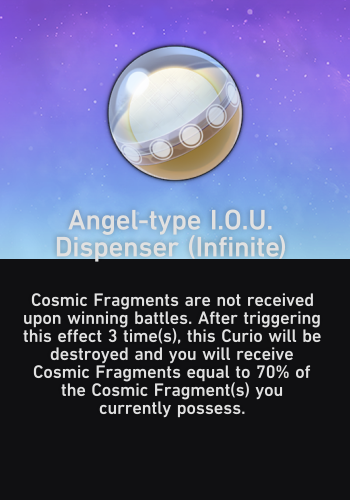 Angel-type I.O.U.
Dispenser (Infinite)
Cosmic Fragments are not received
upon winning battles. After triggering
this effect 3 time(s), this Curio will be
destroyed and you will receive
Cosmic Fragments equal to 70% of
the Cosmic Fragment(s) you
currently possess.